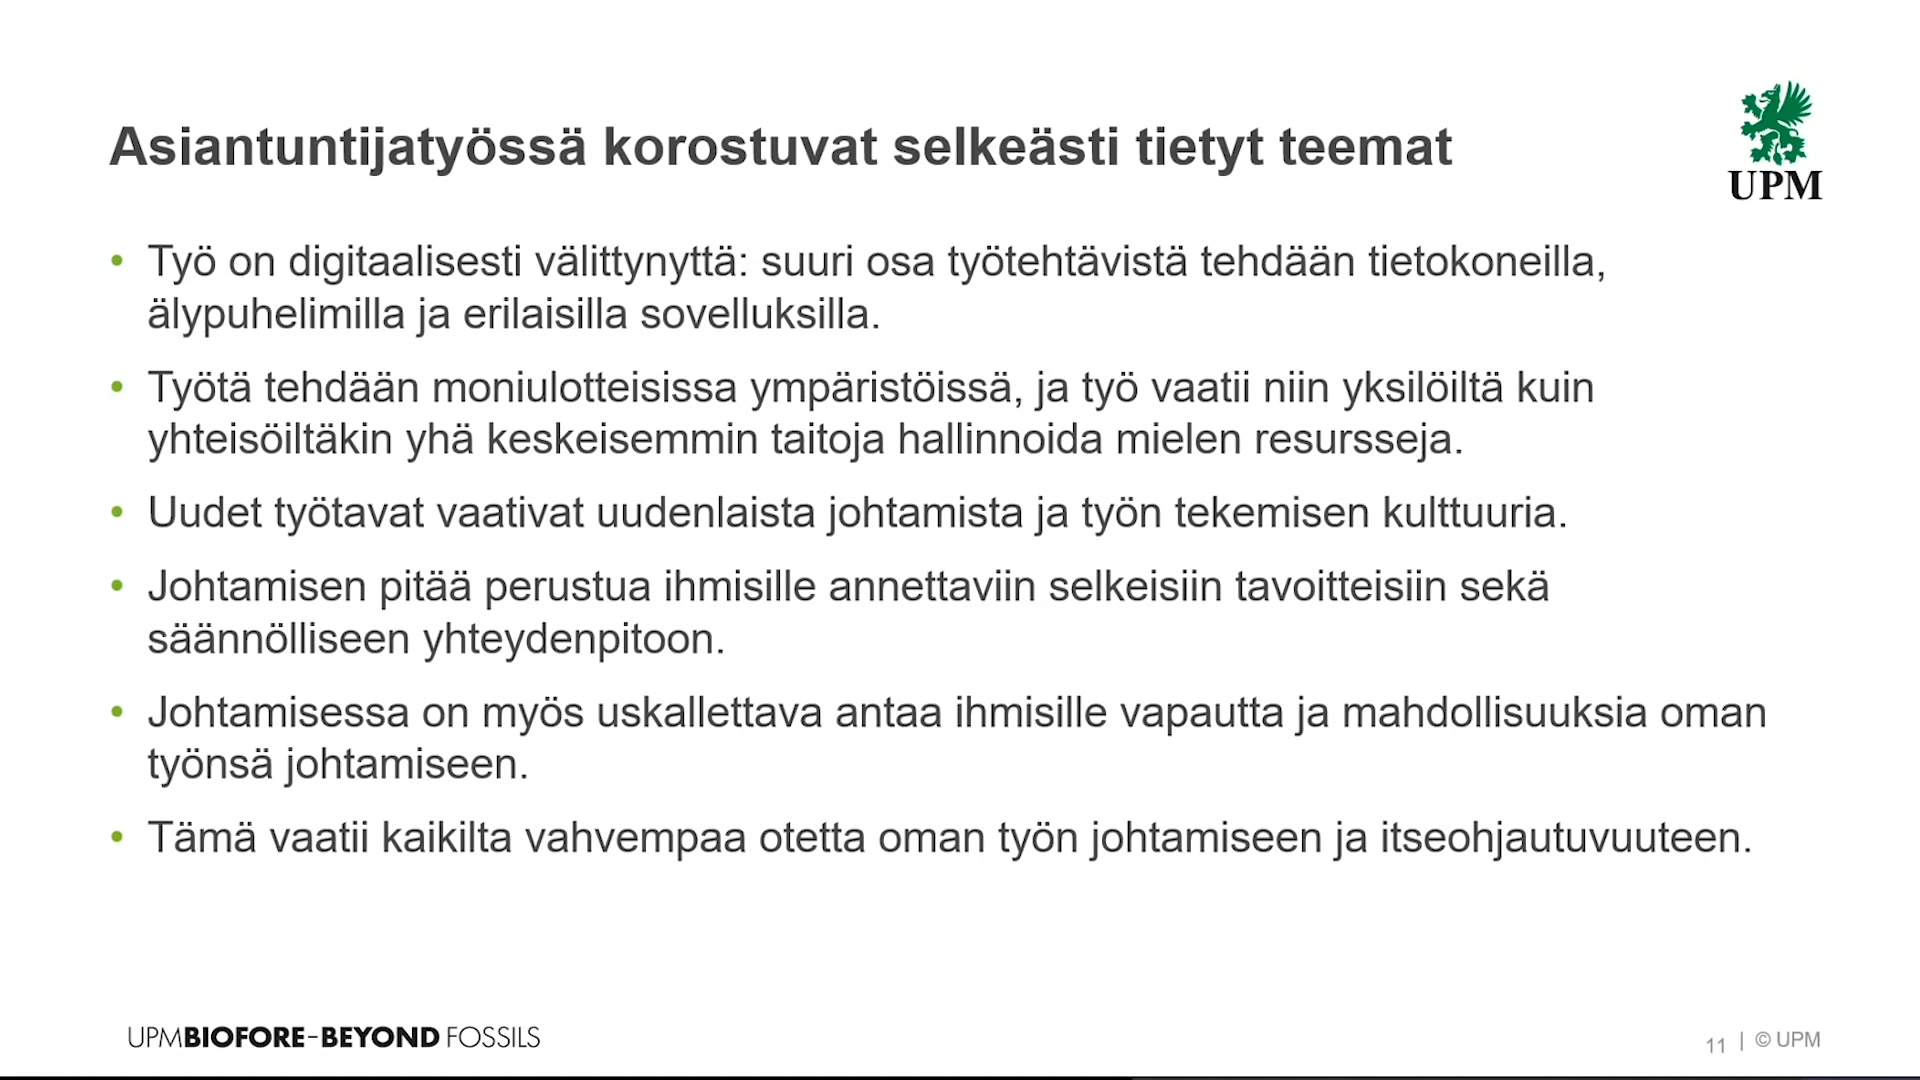 Asiantuntijatyössä korostuvat selkeästi tietyt teemat
UPM
• Työ on digitaalisesti välittynyttä: suuri osa työtehtävistä tehdään tietokoneilla,
älypuhelimilla ja erilaisilla sovelluksilla.
• Työtä tehdään moniulotteisissa ympäristöissä, ja työ vaatii niin yksilöiltä kuin
yhteisöiltäkin yhä keskeisemmin taitoja hallinnoida mielen resursseja.
• Uudet työtavat vaativat uudenlaista johtamista ja työn tekemisen kulttuuria.
• Johtamisen pitää perustua ihmisille annettaviin selkeisiin tavoitteisiin sekä
säännölliseen yhteydenpitoon.
• Johtamisessa on myös uskallettava antaa ihmisille vapautta ja mahdollisuuksia oman
työnsä johtamiseen.
• Tämä vaatii kaikilta vahvempaa otetta oman työn johtamiseen ja itseohjautuvuuteen.
UPMBIOFORE–BEYOND FOSSILS
11 | © UPM